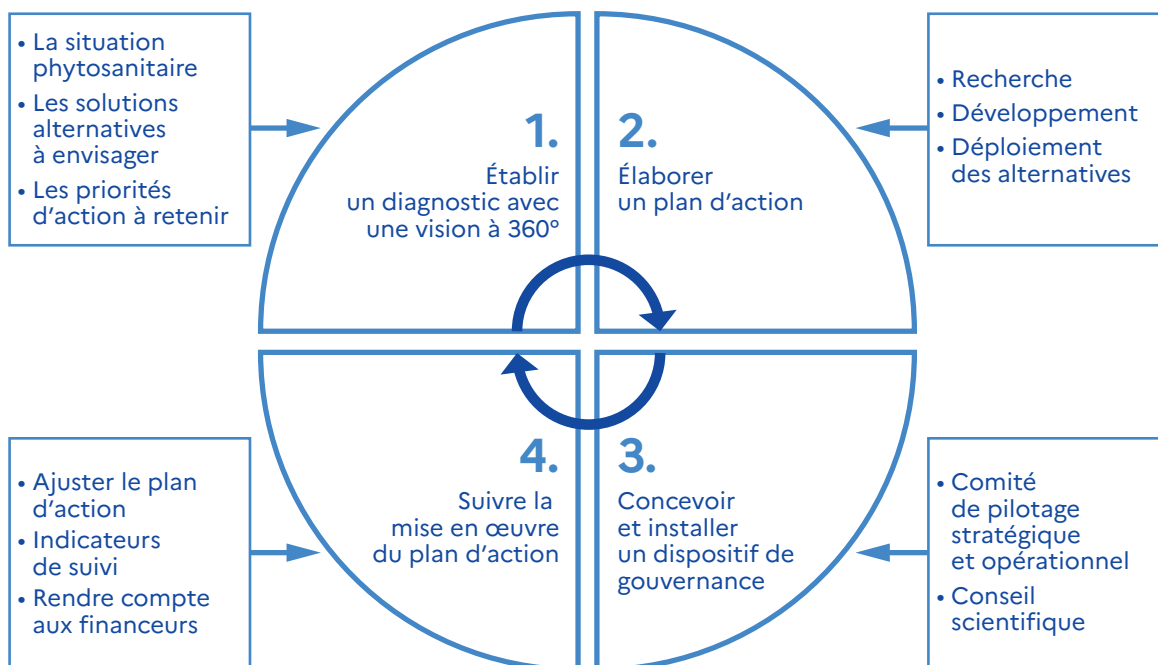 • La situation
phytosanitaire
• Les solutions
alternatives
à envisager
• Les priorités
d'action à retenir
1.
Établir
un diagnostic avec
une vision à 360°
2.
Élaborer
un plan d'action
• Recherche
• Développement
• Déploiement
des alternatives
• Ajuster le plan
d'action
• Indicateurs
de suivi
• Rendre compte
aux financeurs
4.
Suivre la
mise en œuvre
du plan d'action
3.
Concevoir
et installer
un dispositif de
gouvernance
• Comité
de pilotage
stratégique
et opérationnel
• Conseil
scientifique